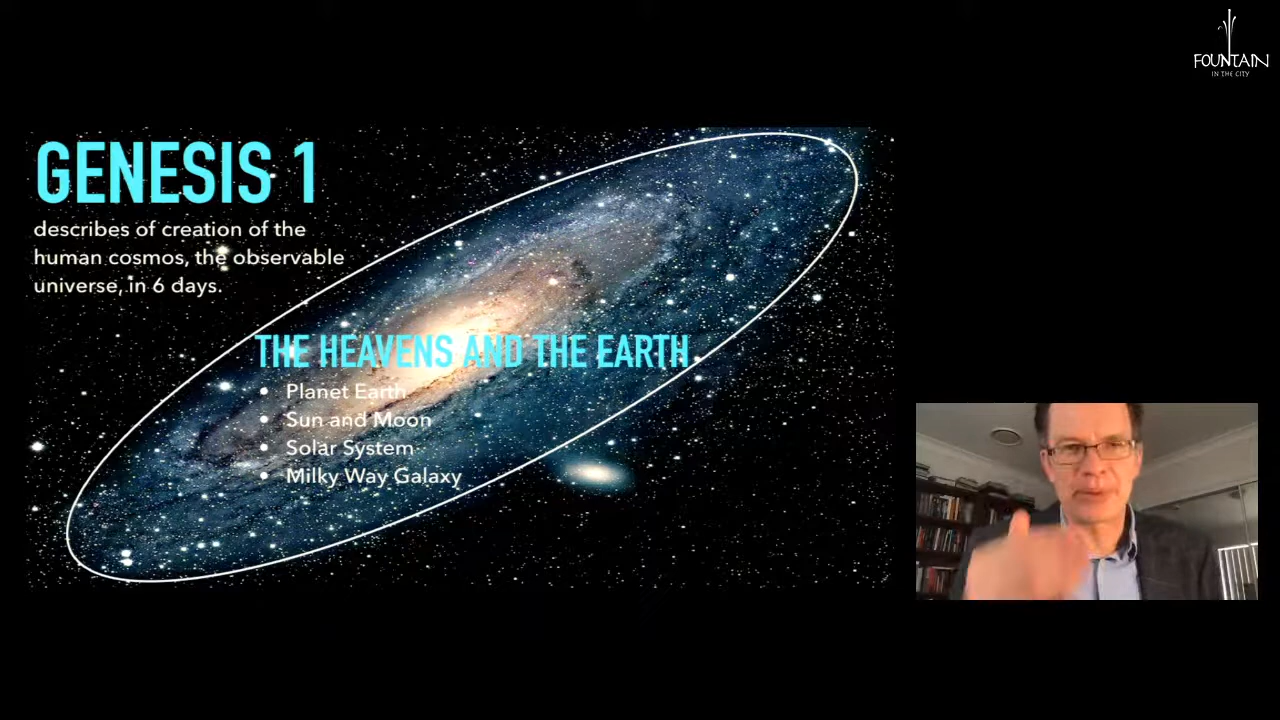 FOUNTAIN
IN THE CITY
GENESIS 1
describes of creation of the
human cosmos, the observable
universe, in 6 days.
THE HEAVENS AND THE EARTH
• Planet Earth
• Sun and Moon
• Solar System
• Milky Way Galaxy